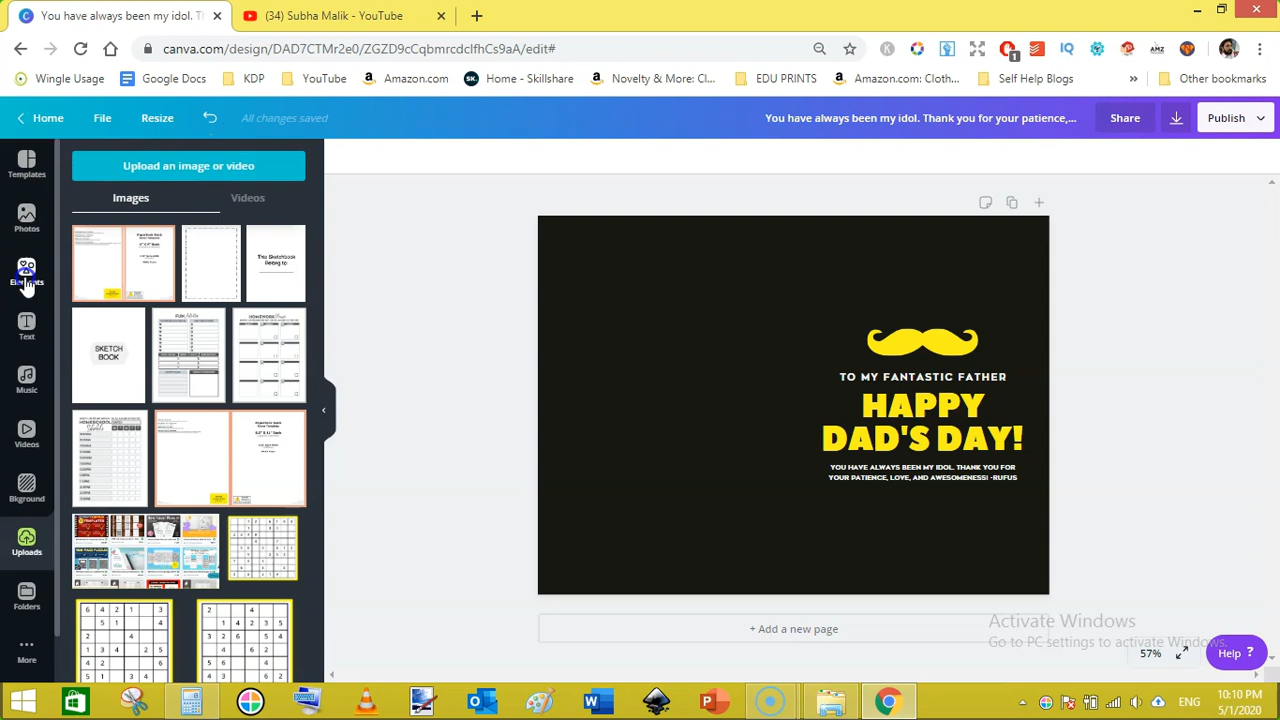 You have always been my idol. Th
(34) Subha Malik - YouTube
canva.com/design/DAD7CTMr2e0/ZGZD9cCqbmrcdclfhCs9aA/edit#
Wingle Usage
Google Docs
KDP
YouTube
Amazon.com
Home - Skillshare
Novelty & More: Cl...
EDU PRINTS
Amazon.com: Cloth...
Self Help Blogs
Other bookmarks
Home
File
Resize
All changes saved
You have always been my idol. Thank you for your patience,...
Share
Publish
Templates
Photos
Elements
Text
Music
Videos
Bkground
Uploads
Folders
More
Upload an image or video
Images
Videos
This Sketchbook
Belong to:
SKETCH
BOOK
TO MY FANTASTIC FATHER
HAPPY
DAD'S DAY!
YOU HAVE ALWAYS BEEN MY IDOL. THANK YOU FOR
YOUR PATIENCE, LOVE, AND AWESOMENESS! -RUFUS
+ Add a new page
Activate Windows
Go to PC settings to activate Windows.
57%
Help ?
ENG
10:10 PM
5/1/2020